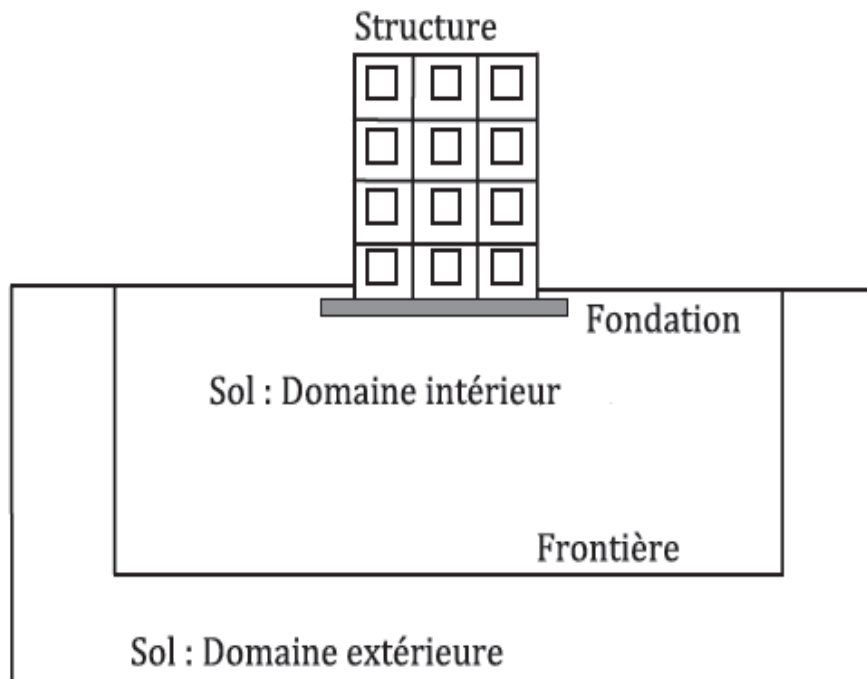 Structure
Fondation
Sol : Domaine intérieur
Frontière
Sol : Domaine extérieure